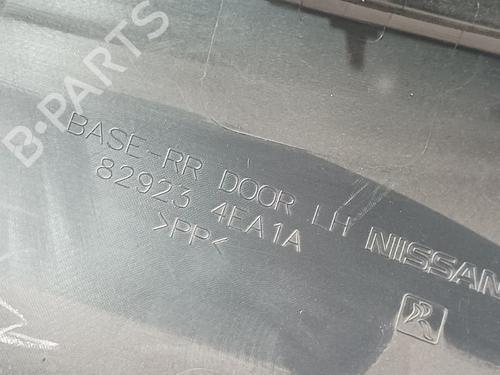 B-PARTS
BASE-RR DOOR LH NISSAN
82923 4EA1A
>PP<